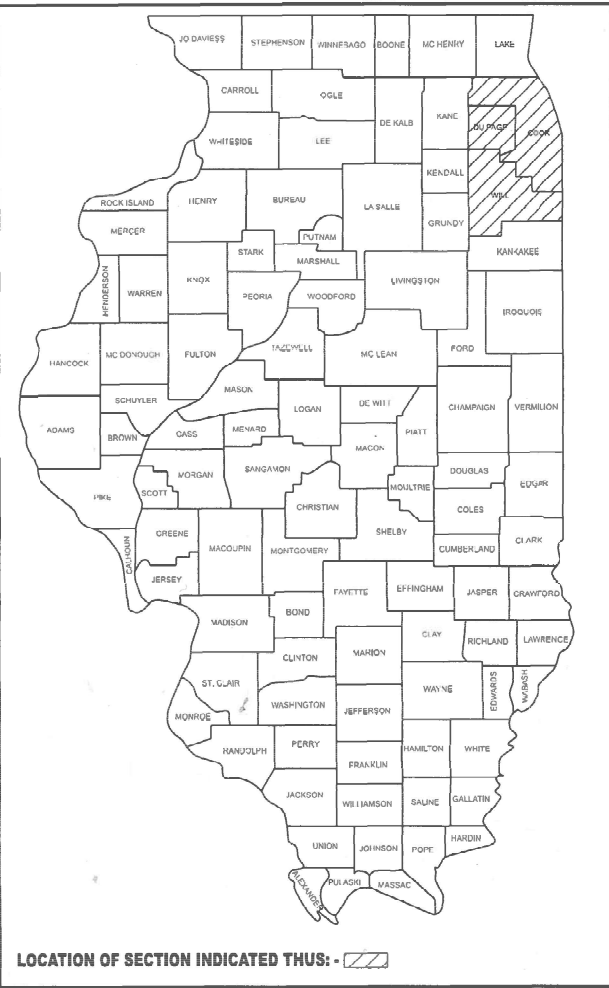 JO DAVIESS STEPHENSON WINNEBAGO BOONE MC HENRY LAKE
CARROLL OGLE
DE KALB KANE DU PAGE COOK
WHITESIDE LEE
KENDALL
ROCK ISLAND HENRY BUREAU LA SALLE WILL
MERCER PUTNAM GRUNDY
STARK MARSHALL KANKAKEE
HENDERSON WARREN KNOX PEORIA WOODFORD LIVINGSTON
IROQUOIS
HANCOCK MC DONOUGH FULTON TAZEWELL MC LEAN FORD
MASON
SCHUYLER LOGAN DE WITT CHAMPAIGN VERMILION
ADAMS BROWN CASS MENARD MACON PIATT
PIKE SCOTT MORGAN SANGAMON MOULTRIE DOUGLAS EDGAR
CHRISTIAN COLES
CALHOUN GREENE MACOUPIN MONTGOMERY SHELBY CUMBERLAND CLARK
JERSEY FAYETTE EFFINGHAM JASPER CRAWFORD
MADISON BOND
CLINTON MARION CLAY RICHLAND LAWRENCE
ST. CLAIR WAYNE EDWARDS WABASH
MONROE WASHINGTON JEFFERSON
RANDOLPH PERRY HAMILTON WHITE
FRANKLIN
JACKSON WILLIAMSON SALINE GALLATIN
UNION JOHNSON POPE HARDIN
ALEXANDER PULASKI MASSAC
LOCATION OF SECTION INDICATED THUS: -